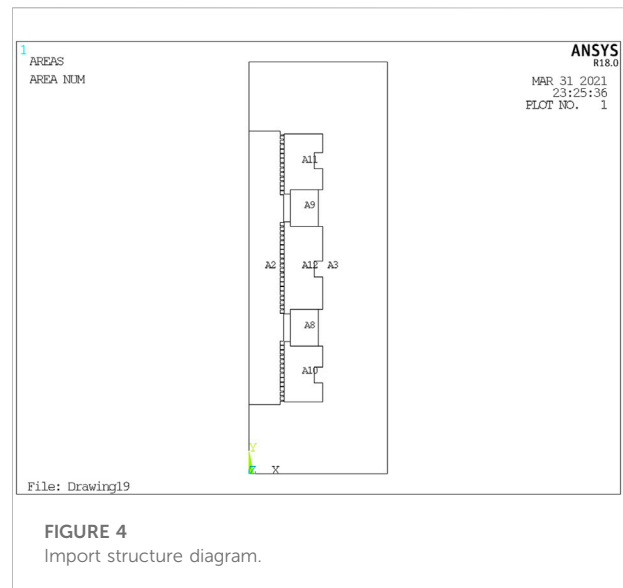 1
AREAS
AREA NUM
ANSYS
R18.0
MAR 31 2021
23:25:36
PLOT NO. 1
A11
A9
A2 A12 A3
A8
A10
Y
Z X
File: Drawing19
FIGURE 4
Import structure diagram.